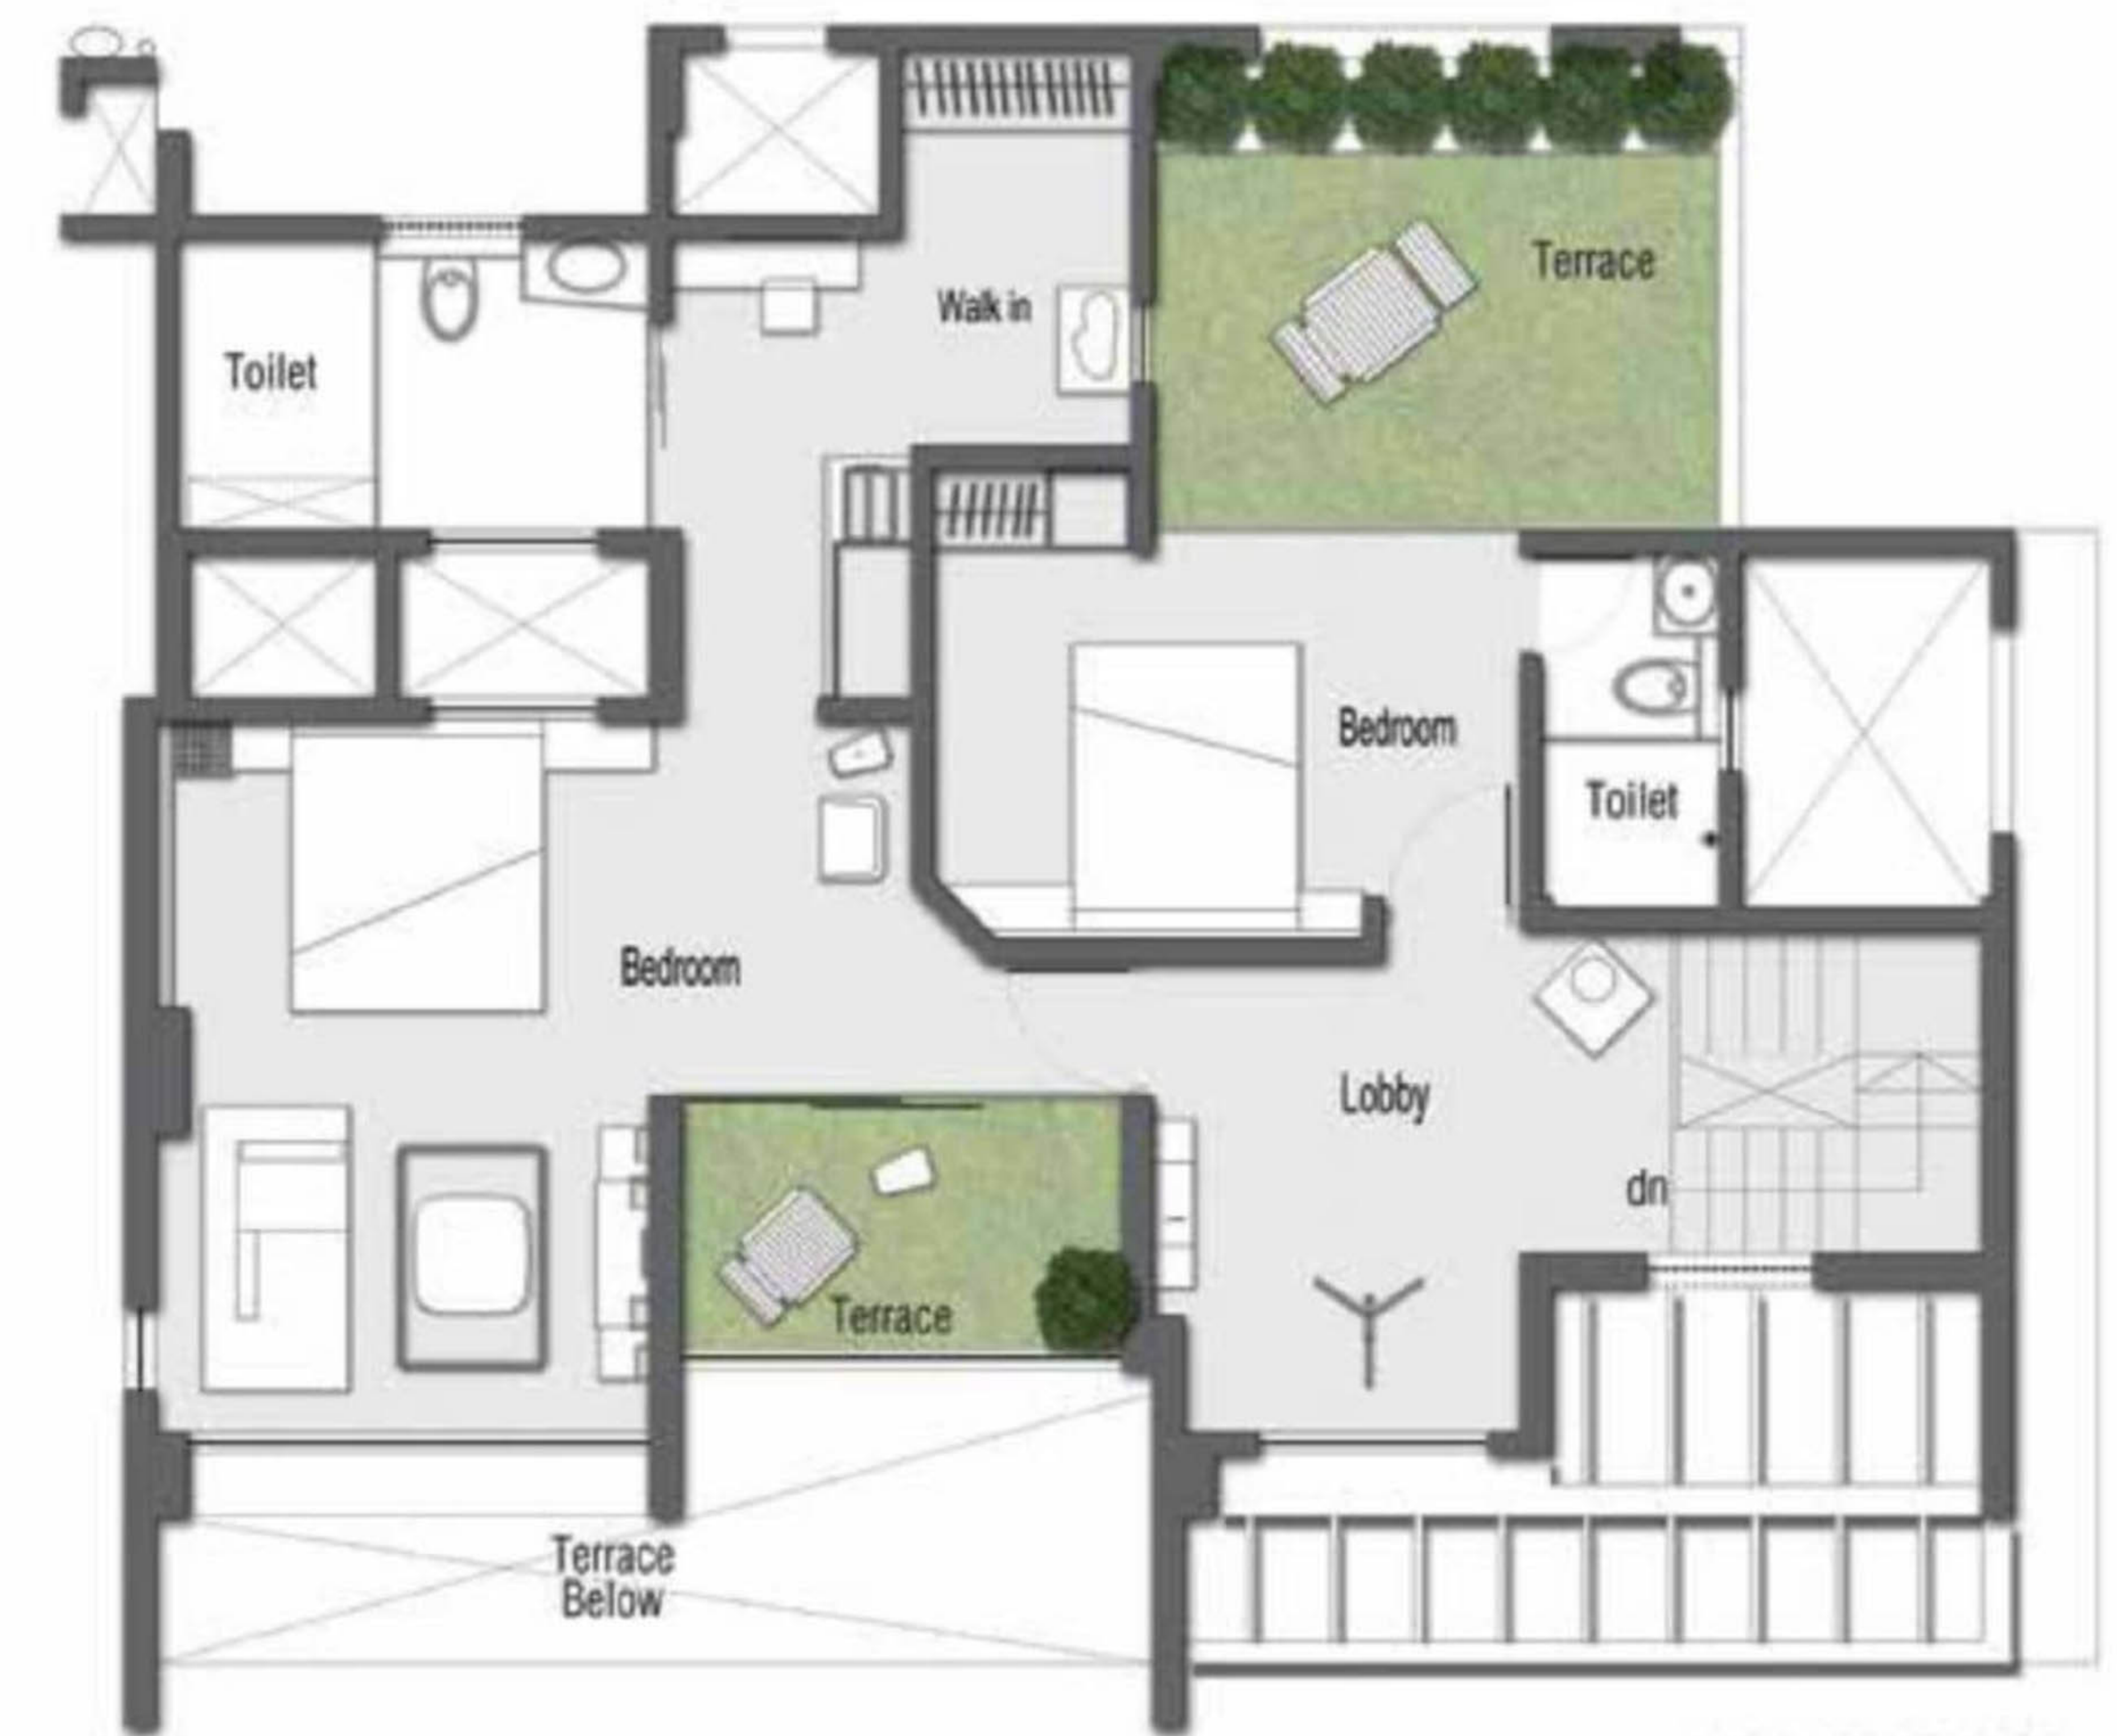 Terrace
Walk in
Toilet
Bedroom
Toilet
Bedroom
Lobby
dn
Terrace
Terrace
Below